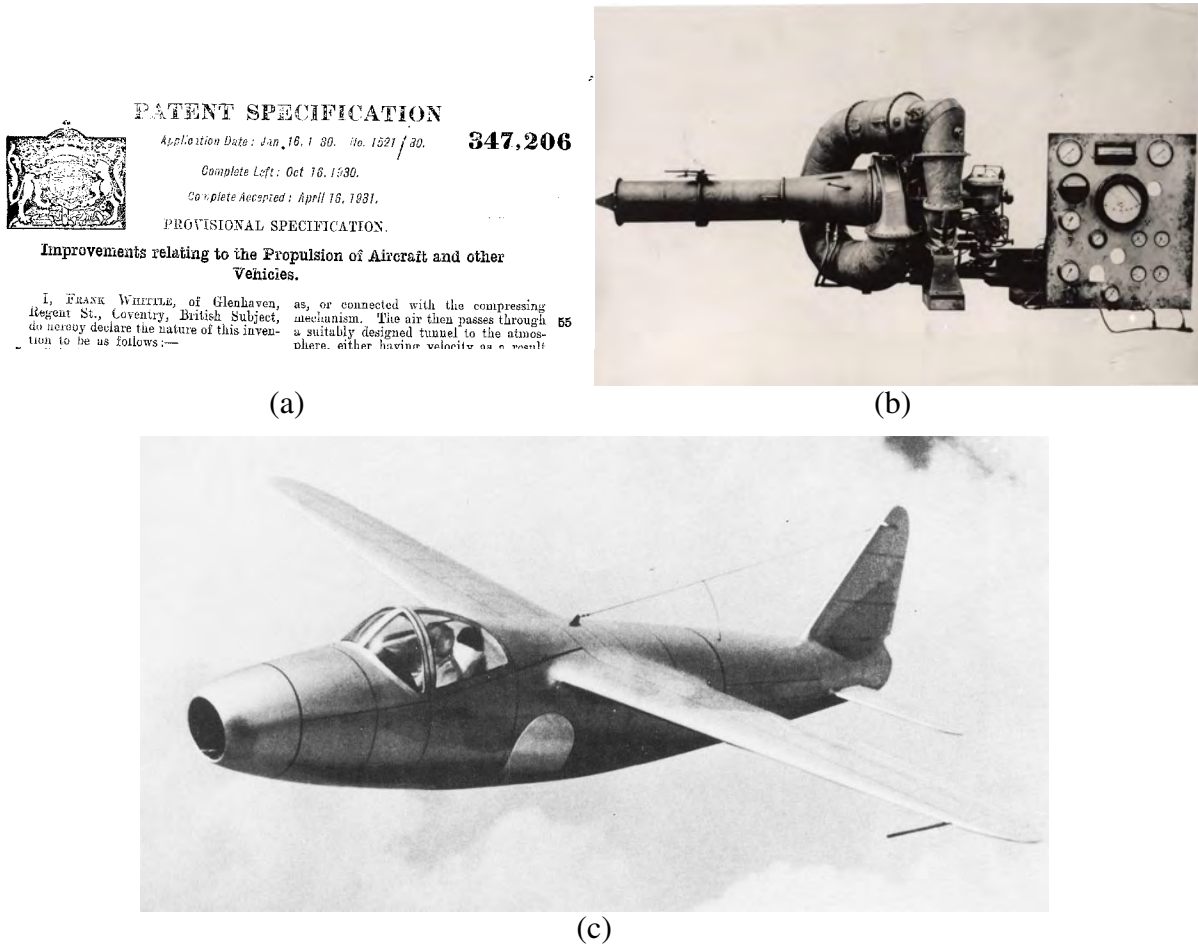 PATENT SPECIFICATION
Application Date: Jan. 16, 1 30. No. 1521 / 30.
347,206
Complete Left: Oct 16. 1930.
Complete Accepted: April 16, 1931.
PROVISIONAL SPECIFICATION.
Improvements relating to the Propulsion of Aircraft and other
Vehicles.
I, FRANK WHITTLE, of Glenhaven,
Regent St., Coventry, British Subject,
do hereby declare the nature of this inven-
tion to be as follows:—
as, or connected with the compressing
mechanism. The air then passes through 55
a suitably designed tunnel to the atmos-
phere, either having velocity as a result
(a)
(b)
(c)